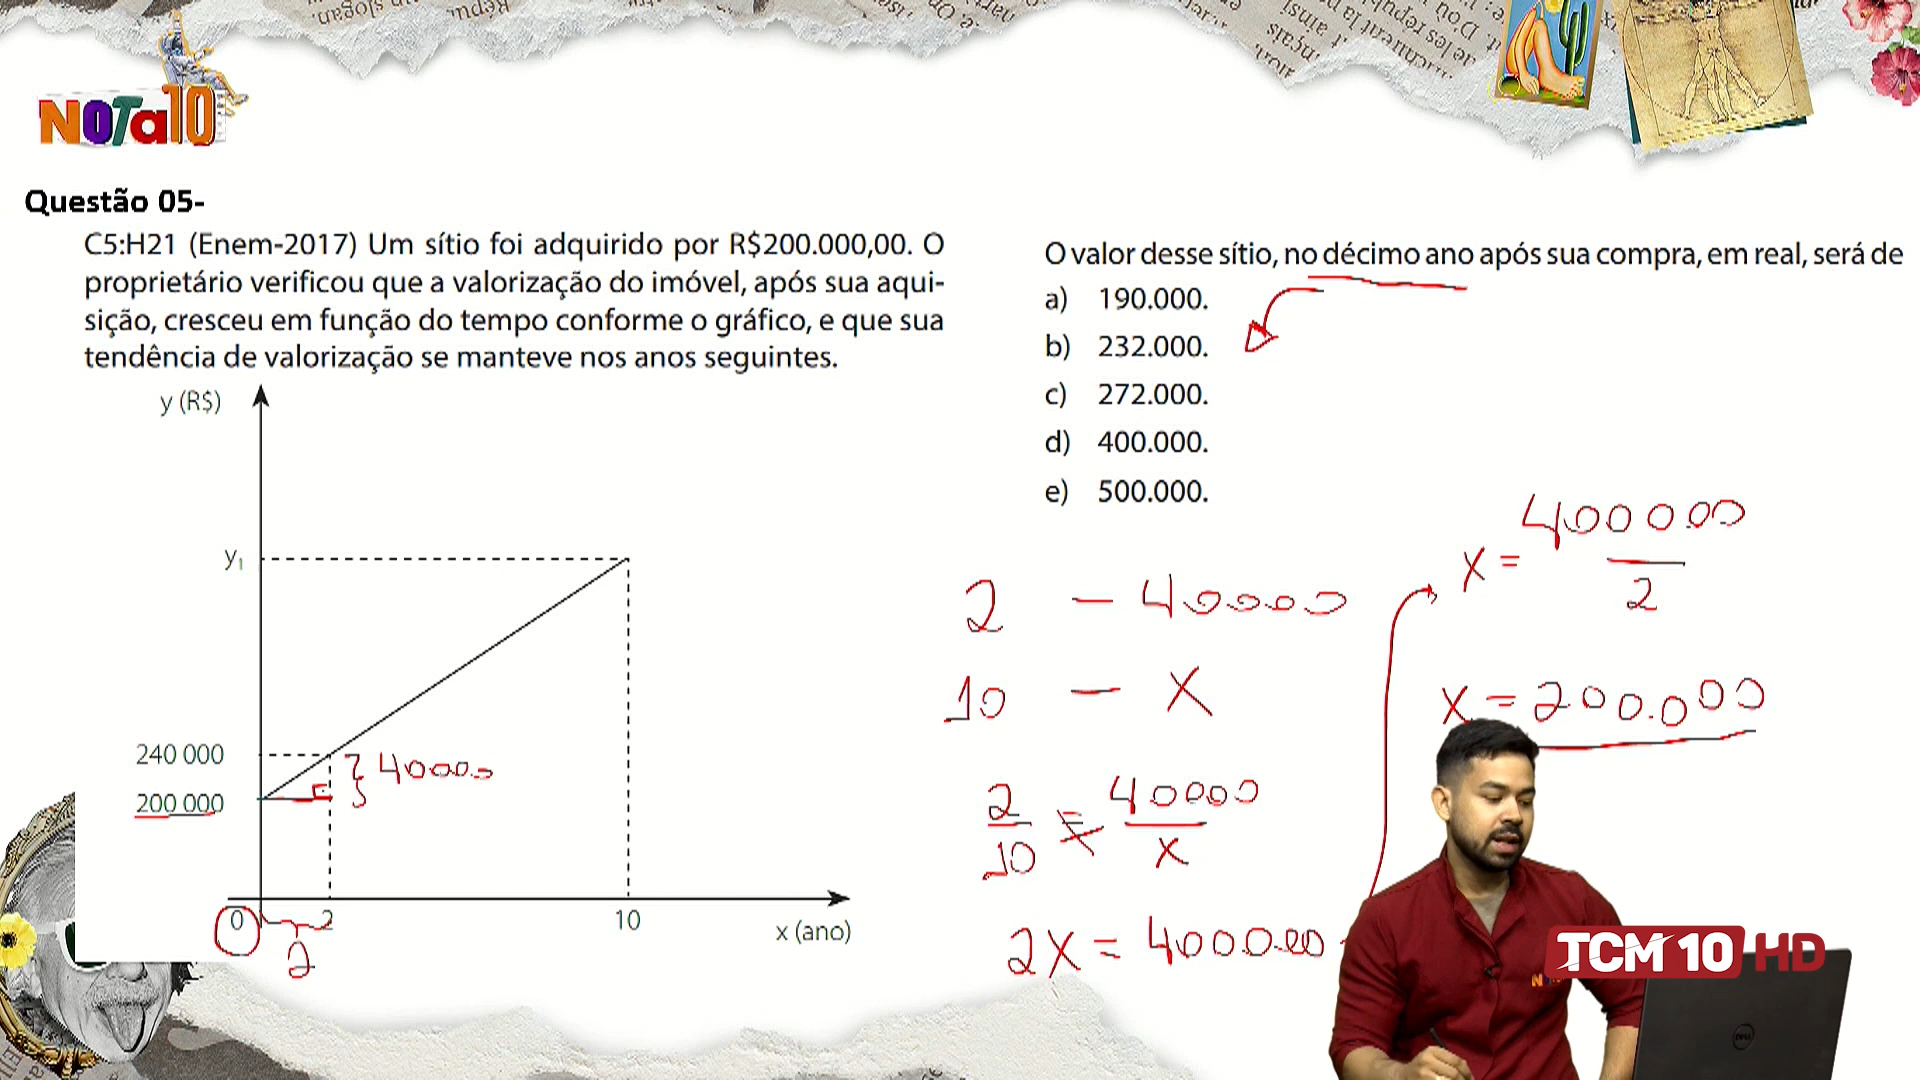 NOTa10
Questão 05-
C5:H21 (Enem-2017) Um sítio foi adquirido por R$200.000,00. O
proprietário verificou que a valorização do imóvel, após sua aqui-
sição, cresceu em função do tempo conforme o gráfico, e que sua
tendência de valorização se manteve nos anos seguintes.
y (R$)
y₁
240 000
200 000
} 40000
0
2
10
x (ano)
2
O valor desse sítio, no décimo ano após sua compra, em real, será de
a) 190.000.
b) 232.000.
c) 272.000.
d) 400.000.
e) 500.000.
2 – 40000
10 – X
2/10 = 40000/X
2X = 400000
X = 400000/2
X = 200.000
TCM 10 HD
DELL